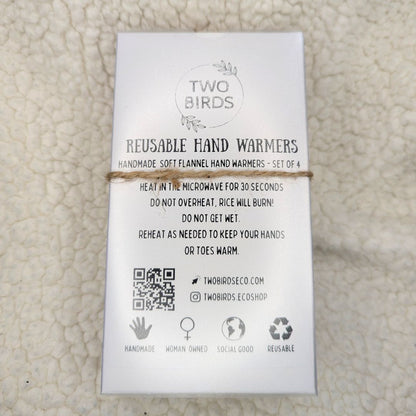 TWO
BIRDS
REUSABLE HAND WARMERS
HANDMADE SOFT FLANNEL HAND WARMERS - SET OF 4
HEAT IN THE MICROWAVE FOR 30 SECONDS
DO NOT OVERHEAT, RICE WILL BURN!
DO NOT GET WET.
REHEAT AS NEEDED TO KEEP YOUR HANDS
OR TOES WARM.
TWOBIRDSECO.COM
TWOBIRDS.ECOSHOP
HANDMADE WOMAN OWNED SOCIAL GOOD REUSABLE